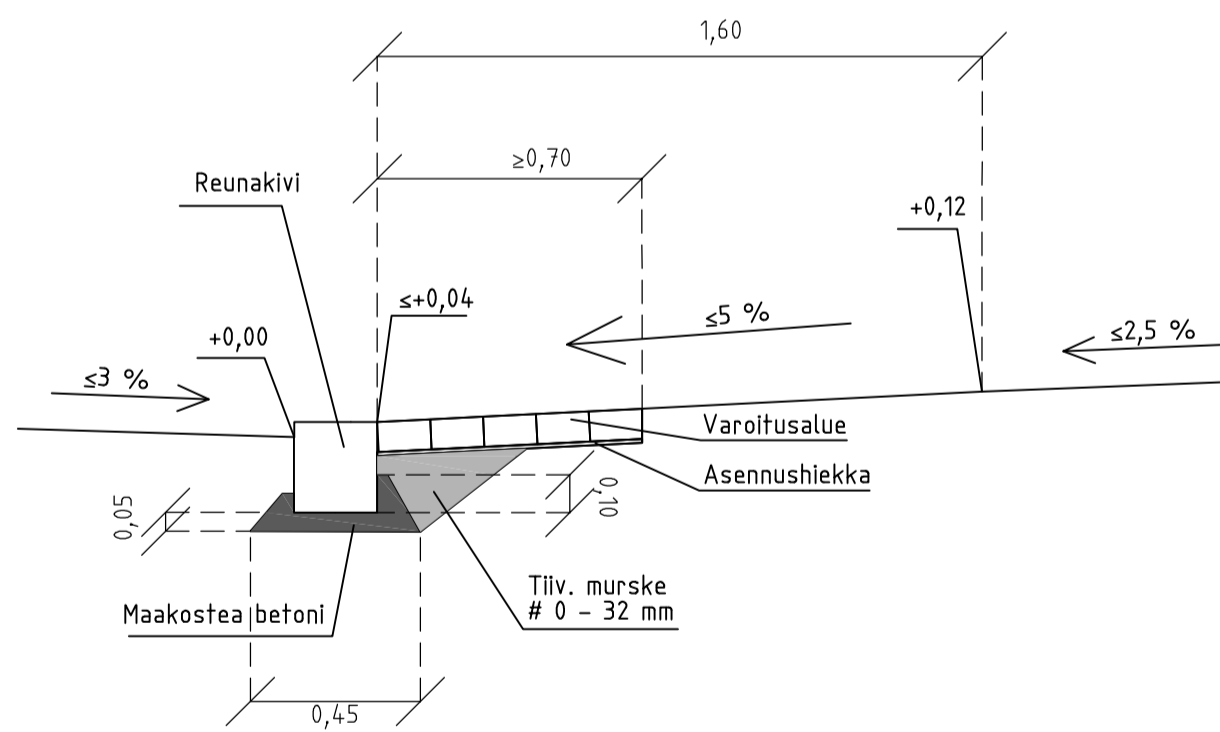 1,60
≥0,70
Reunakivi
+0,12
≤+0,04
≤5 %
+0,00
≤2,5 %
≤3 %
Varoitusalue
Asennushiekka
0,10
0,05
Tiiv. murske
# 0 - 32 mm
Maakostea betoni
0,45